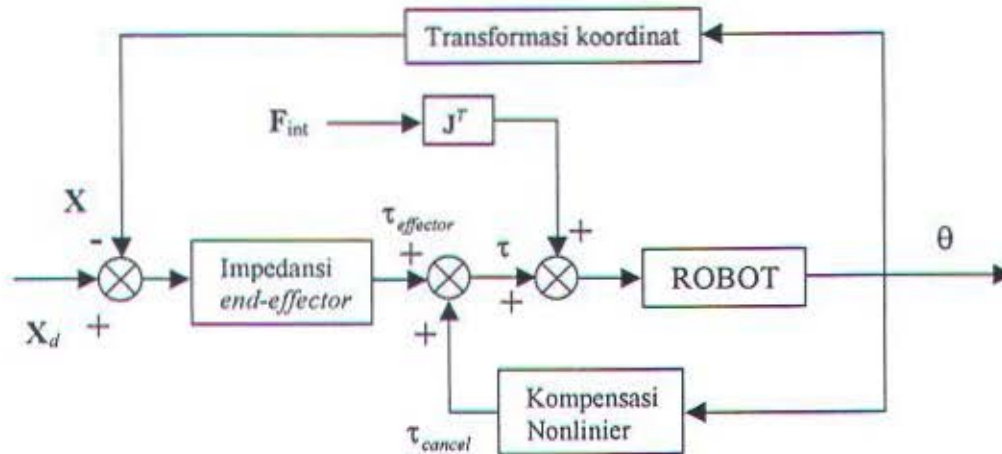 Transformasi koordinat
F_int
J^T
X
-
τ_effector
+
τ
+
θ
Impedansi
end-effector
ROBOT
X_d
+
+
+
Kompensasi
Nonlinier
τ_cancel